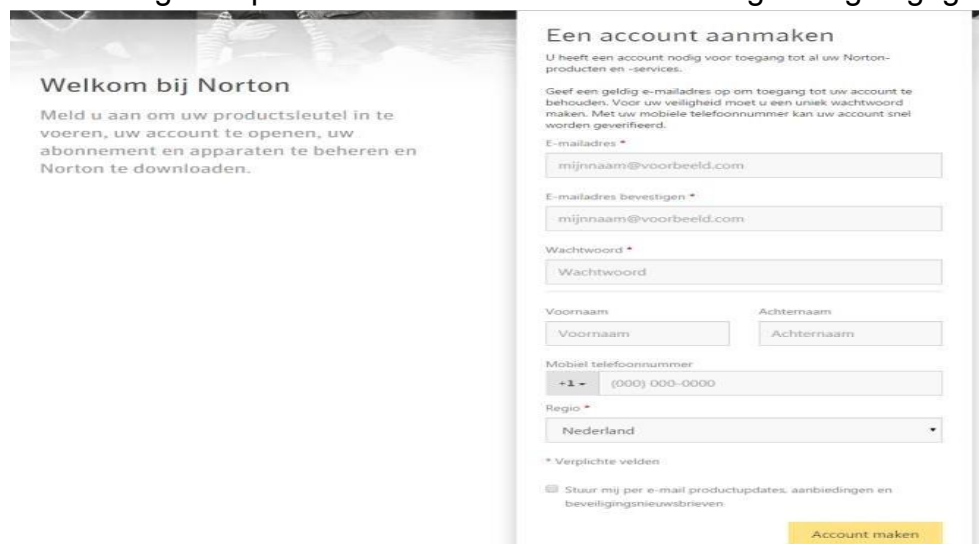 Welkom bij Norton
Meld u aan om uw productsleutel in te
voeren, uw account te openen, uw
abonnement en apparaten te beheren en
Norton te downloaden.
Een account aanmaken
U heeft een account nodig voor toegang tot al uw Norton-
producten en -services.
Geef een geldig e-mailadres op om toegang tot uw account te
behouden. Voor uw veiligheid moet u een uniek wachtwoord
maken. Met uw mobiele telefoonnummer kan uw account snel
worden geverifieerd.
E-mailadres *
mijnnaam@voorbeeld.com
E-mailadres bevestigen *
mijnnaam@voorbeeld.com
Wachtwoord *
Wachtwoord
Voornaam Achternaam
Voornaam Achternaam
Mobiel telefoonnummer
+1 (000) 000-0000
Regio *
Nederland
* Verplichte velden
Stuur mij per e-mail productupdates, aanbiedingen en
beveiligingsnieuwsbrieven
Account maken